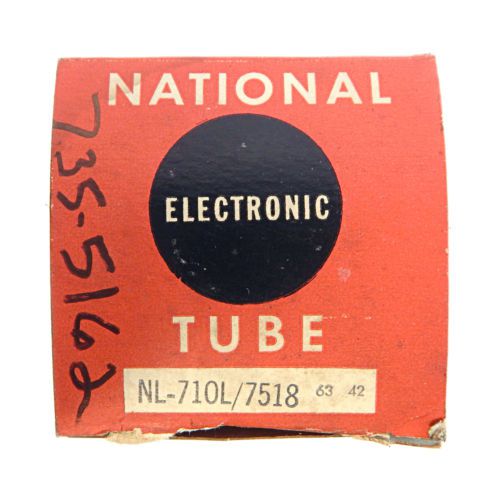 NATIONAL
ELECTRONIC
TUBE
NL-710L/7518 63 42
735-5162